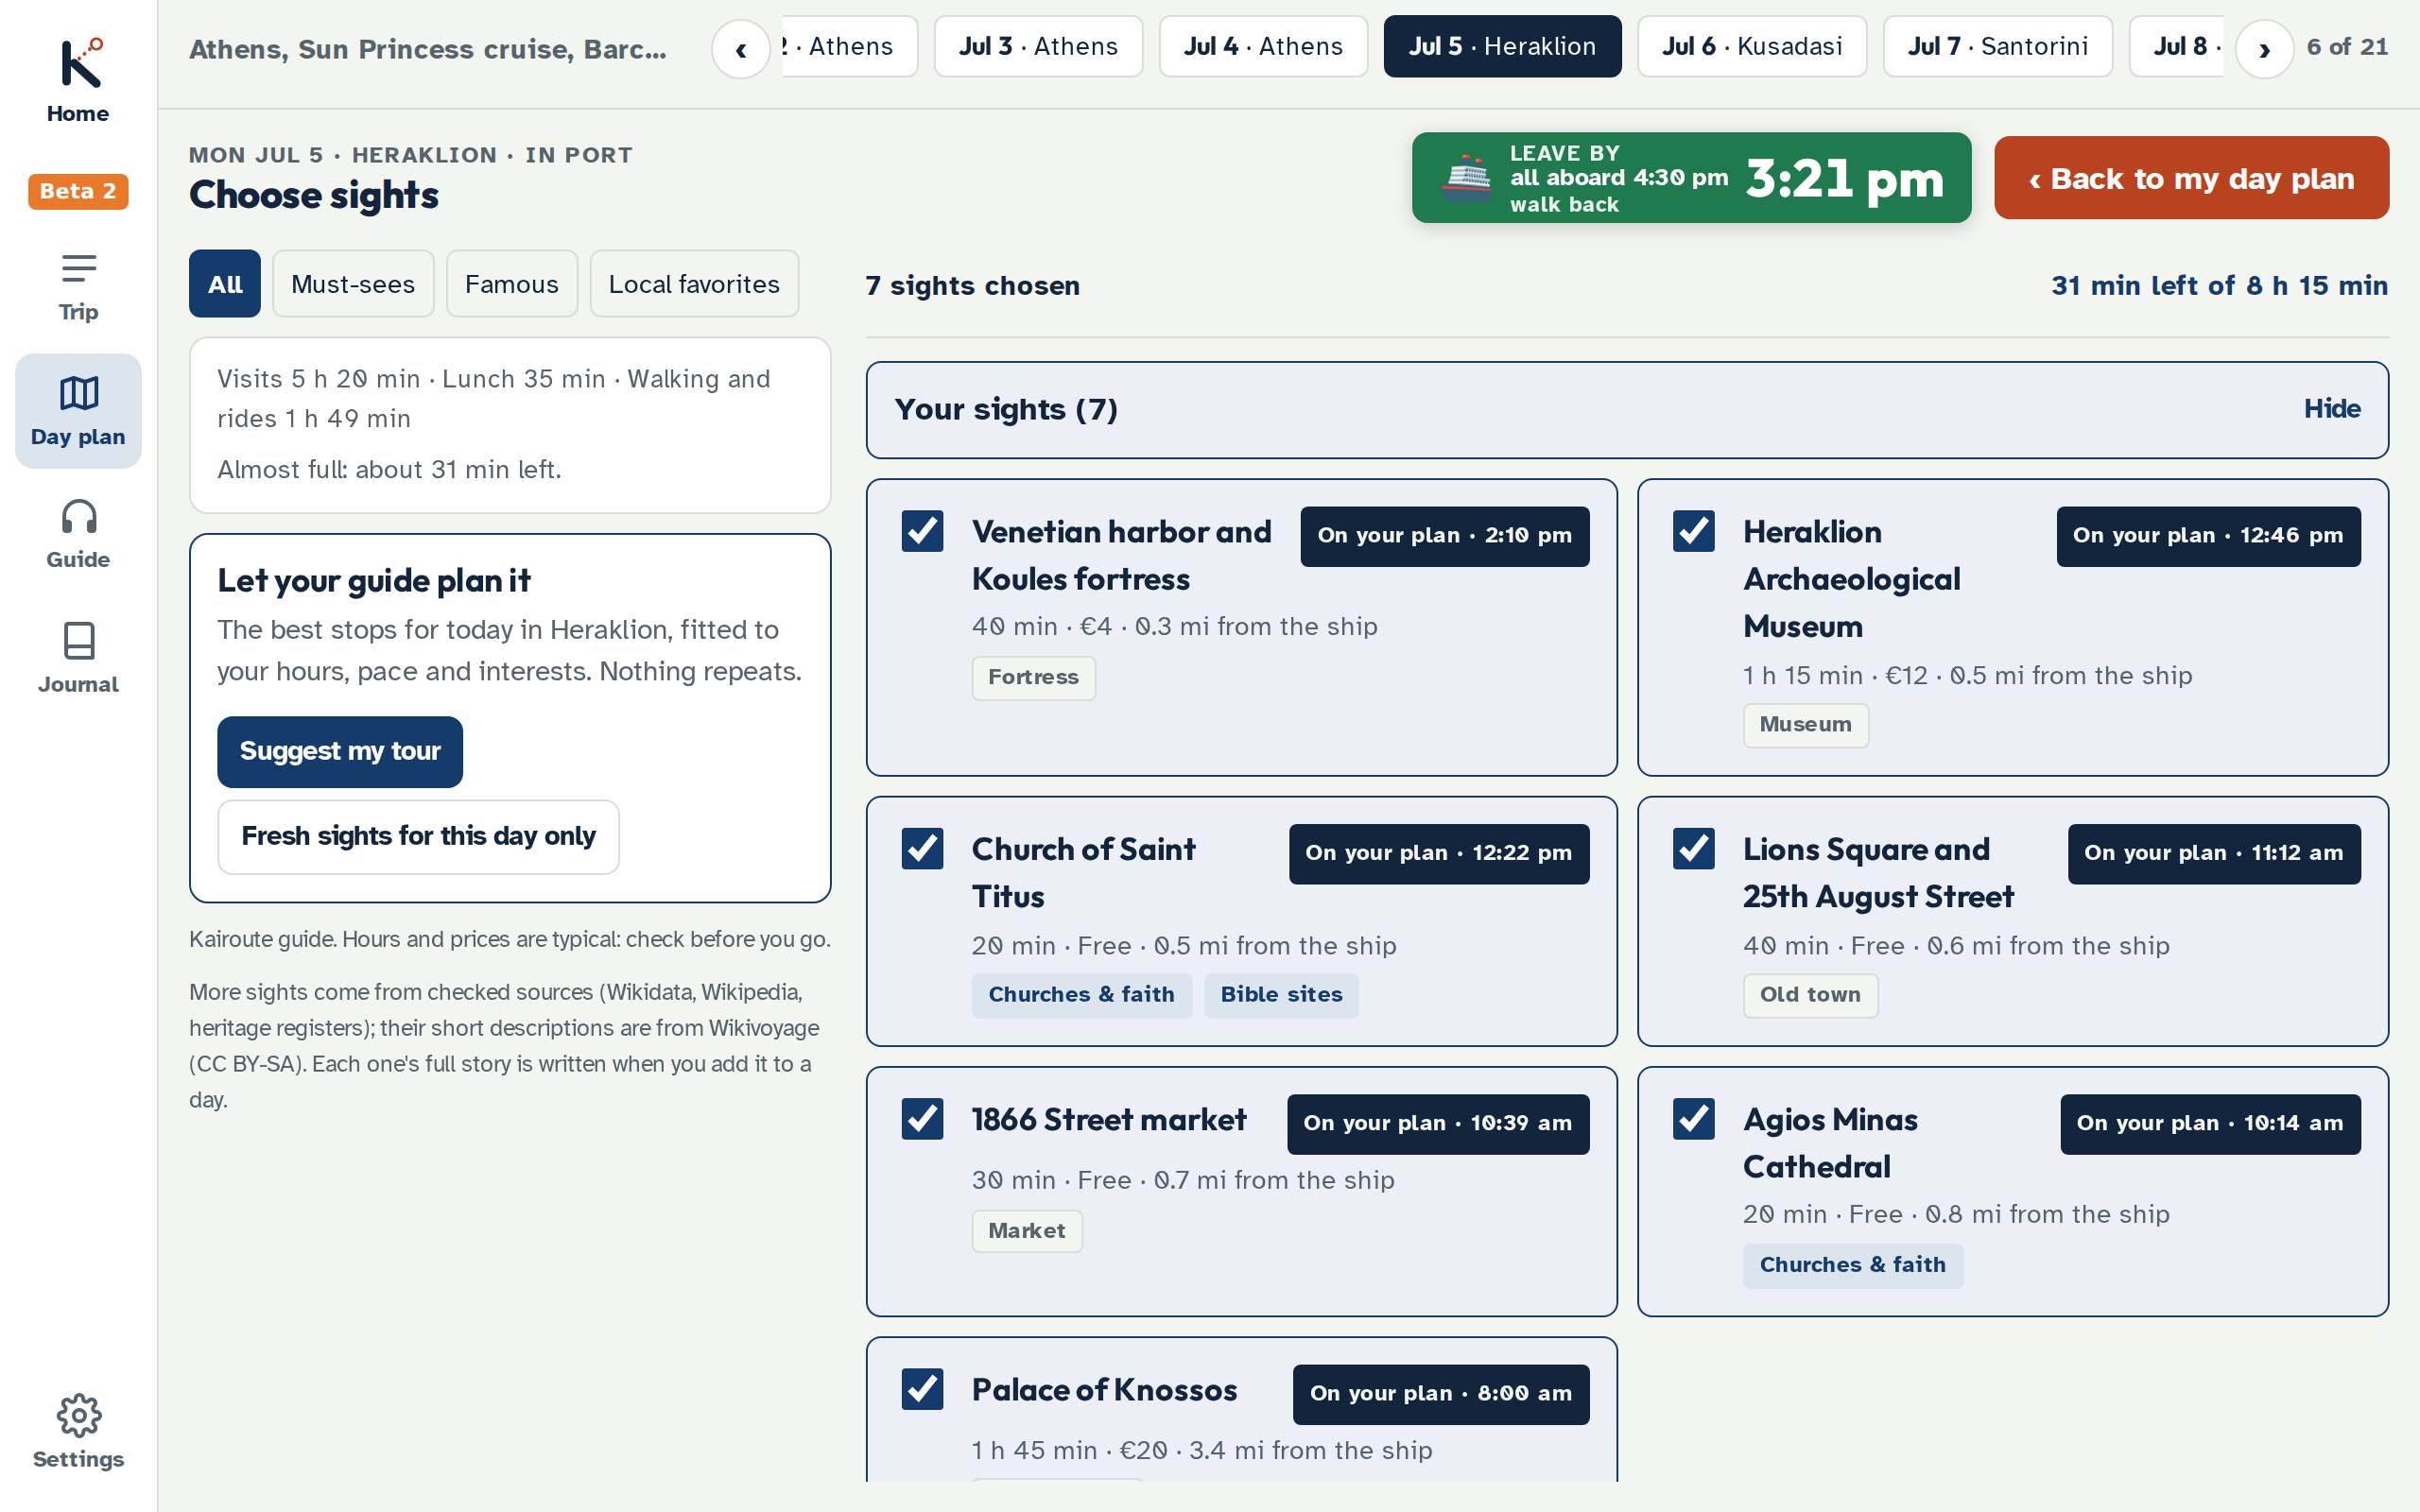 Home
Beta 2
Trip
Day plan
Guide
Journal
Settings
Athens, Sun Princess cruise, Barc...
‹
2 · Athens
Jul 3 · Athens
Jul 4 · Athens
Jul 5 · Heraklion
Jul 6 · Kusadasi
Jul 7 · Santorini
Jul 8 ·
›
6 of 21
MON JUL 5 · HERAKLION · IN PORT
Choose sights
LEAVE BY
all aboard 4:30 pm
walk back
3:21 pm
‹ Back to my day plan
All
Must-sees
Famous
Local favorites
Visits 5 h 20 min · Lunch 35 min · Walking and
rides 1 h 49 min
Almost full: about 31 min left.
Let your guide plan it
The best stops for today in Heraklion, fitted to
your hours, pace and interests. Nothing repeats.
Suggest my tour
Fresh sights for this day only
Kairoute guide. Hours and prices are typical: check before you go.
More sights come from checked sources (Wikidata, Wikipedia,
heritage registers); their short descriptions are from Wikivoyage
(CC BY-SA). Each one's full story is written when you add it to a
day.
7 sights chosen
31 min left of 8 h 15 min
Your sights (7)
Hide
Venetian harbor and
Koules fortress
On your plan · 2:10 pm
40 min · €4 · 0.3 mi from the ship
Fortress
Heraklion
Archaeological
Museum
On your plan · 12:46 pm
1 h 15 min · €12 · 0.5 mi from the ship
Museum
Church of Saint
Titus
On your plan · 12:22 pm
20 min · Free · 0.5 mi from the ship
Churches & faith
Bible sites
Lions Square and
25th August Street
On your plan · 11:12 am
40 min · Free · 0.6 mi from the ship
Old town
1866 Street market
On your plan · 10:39 am
30 min · Free · 0.7 mi from the ship
Market
Agios Minas
Cathedral
On your plan · 10:14 am
20 min · Free · 0.8 mi from the ship
Churches & faith
Palace of Knossos
On your plan · 8:00 am
1 h 45 min · €20 · 3.4 mi from the ship